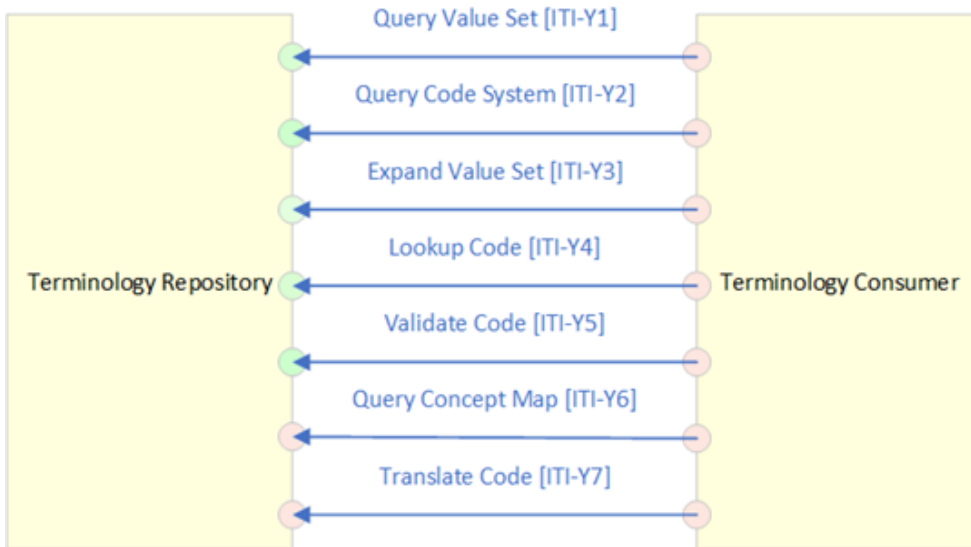 Query Value Set [ITI-Y1]
Query Code System [ITI-Y2]
Expand Value Set [ITI-Y3]
Lookup Code [ITI-Y4]
Terminology Repository
Terminology Consumer
Validate Code [ITI-Y5]
Query Concept Map [ITI-Y6]
Translate Code [ITI-Y7]